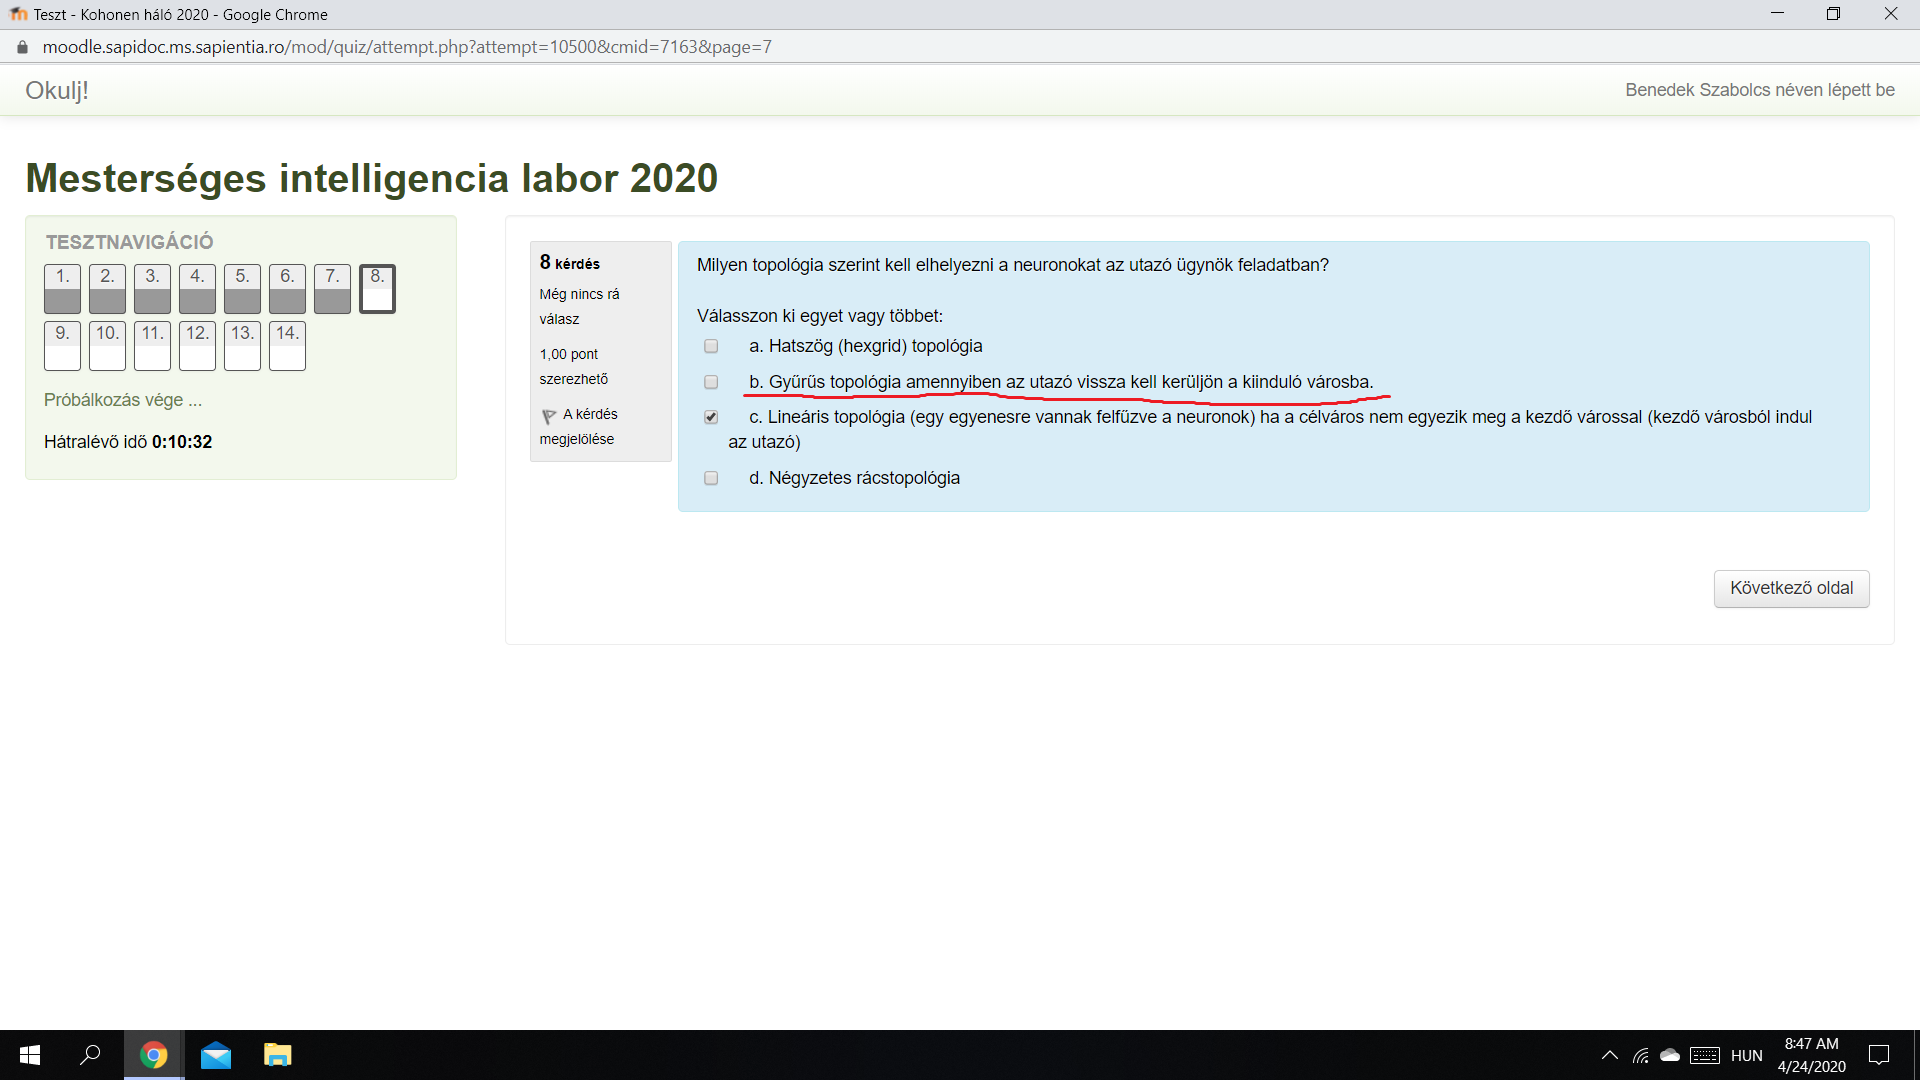 Teszt - Kohonen háló 2020 - Google Chrome
moodle.sapidoc.ms.sapientia.ro/mod/quiz/attempt.php?attempt=10500&cmid=7163&page=7
Okulj!
Benedek Szabolcs néven lépett be
Mesterséges intelligencia labor 2020
TESZTNAVIGÁCIÓ
1. 2. 3. 4. 5. 6. 7. 8.
9. 10. 11. 12. 13. 14.
Próbálkozás vége ...
Hátralévő idő 0:10:32
8 kérdés
Még nincs rá
válasz
1,00 pont
szerezhető
A kérdés
megjelölése
Milyen topológia szerint kell elhelyezni a neuronokat az utazó ügynök feladatban?
Válasszon ki egyet vagy többet:
a. Hatszög (hexgrid) topológia
b. Gyűrűs topológia amennyiben az utazó vissza kell kerüljön a kiinduló városba.
c. Lineáris topológia (egy egyenesre vannak felfűzve a neuronok) ha a célváros nem egyezik meg a kezdő várossal (kezdő városból indul
az utazó)
d. Négyzetes rácstopológia
Következő oldal
HUN
8:47 AM
4/24/2020